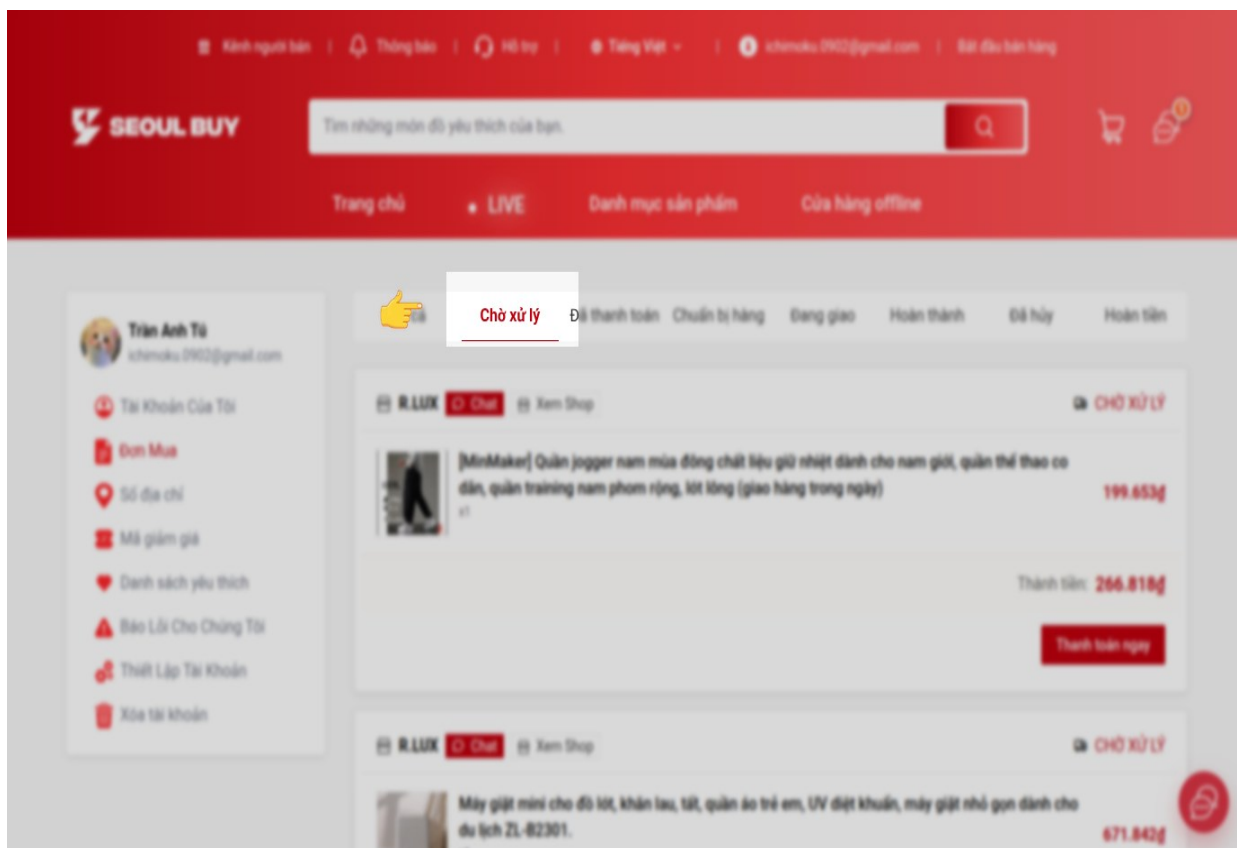 Kênh người bán | Thông báo | Hỗ trợ | Tiếng Việt | ichimoku.0902@gmail.com | Bắt đầu bán hàng
SEOUL BUY
Tìm những món đồ yêu thích của bạn.
1
Trang chủ LIVE Danh mục sản phẩm Cửa hàng offline
Chờ xử lý Đã thanh toán Chuẩn bị hàng Đang giao Hoàn thành Đã hủy Hoàn tiền
Trần Anh Tú
ichimoku.0902@gmail.com
Tài Khoản Của Tôi
Đơn Mua
Sổ địa chỉ
Mã giảm giá
Danh sách yêu thích
Báo Lỗi Cho Chúng Tôi
Thiết Lập Tài Khoản
Xóa tài khoản
R.LUX Chat Xem Shop CHỜ XỬ LÝ
[MinMaker] Quần jogger nam mùa đông chất liệu giữ nhiệt dành cho nam giới, quần thể thao co
dãn, quần training nam phom rộng, lót lông (giao hàng trong ngày)
x1
199.653₫
Thành tiền: 266.818₫
Thanh toán ngay
R.LUX Chat Xem Shop CHỜ XỬ LÝ
Máy giặt mini cho đồ lót, khăn lau, tất, quần áo trẻ em, UV diệt khuẩn, máy giặt nhỏ gọn dành cho
du lịch ZL-B2301.
671.842₫